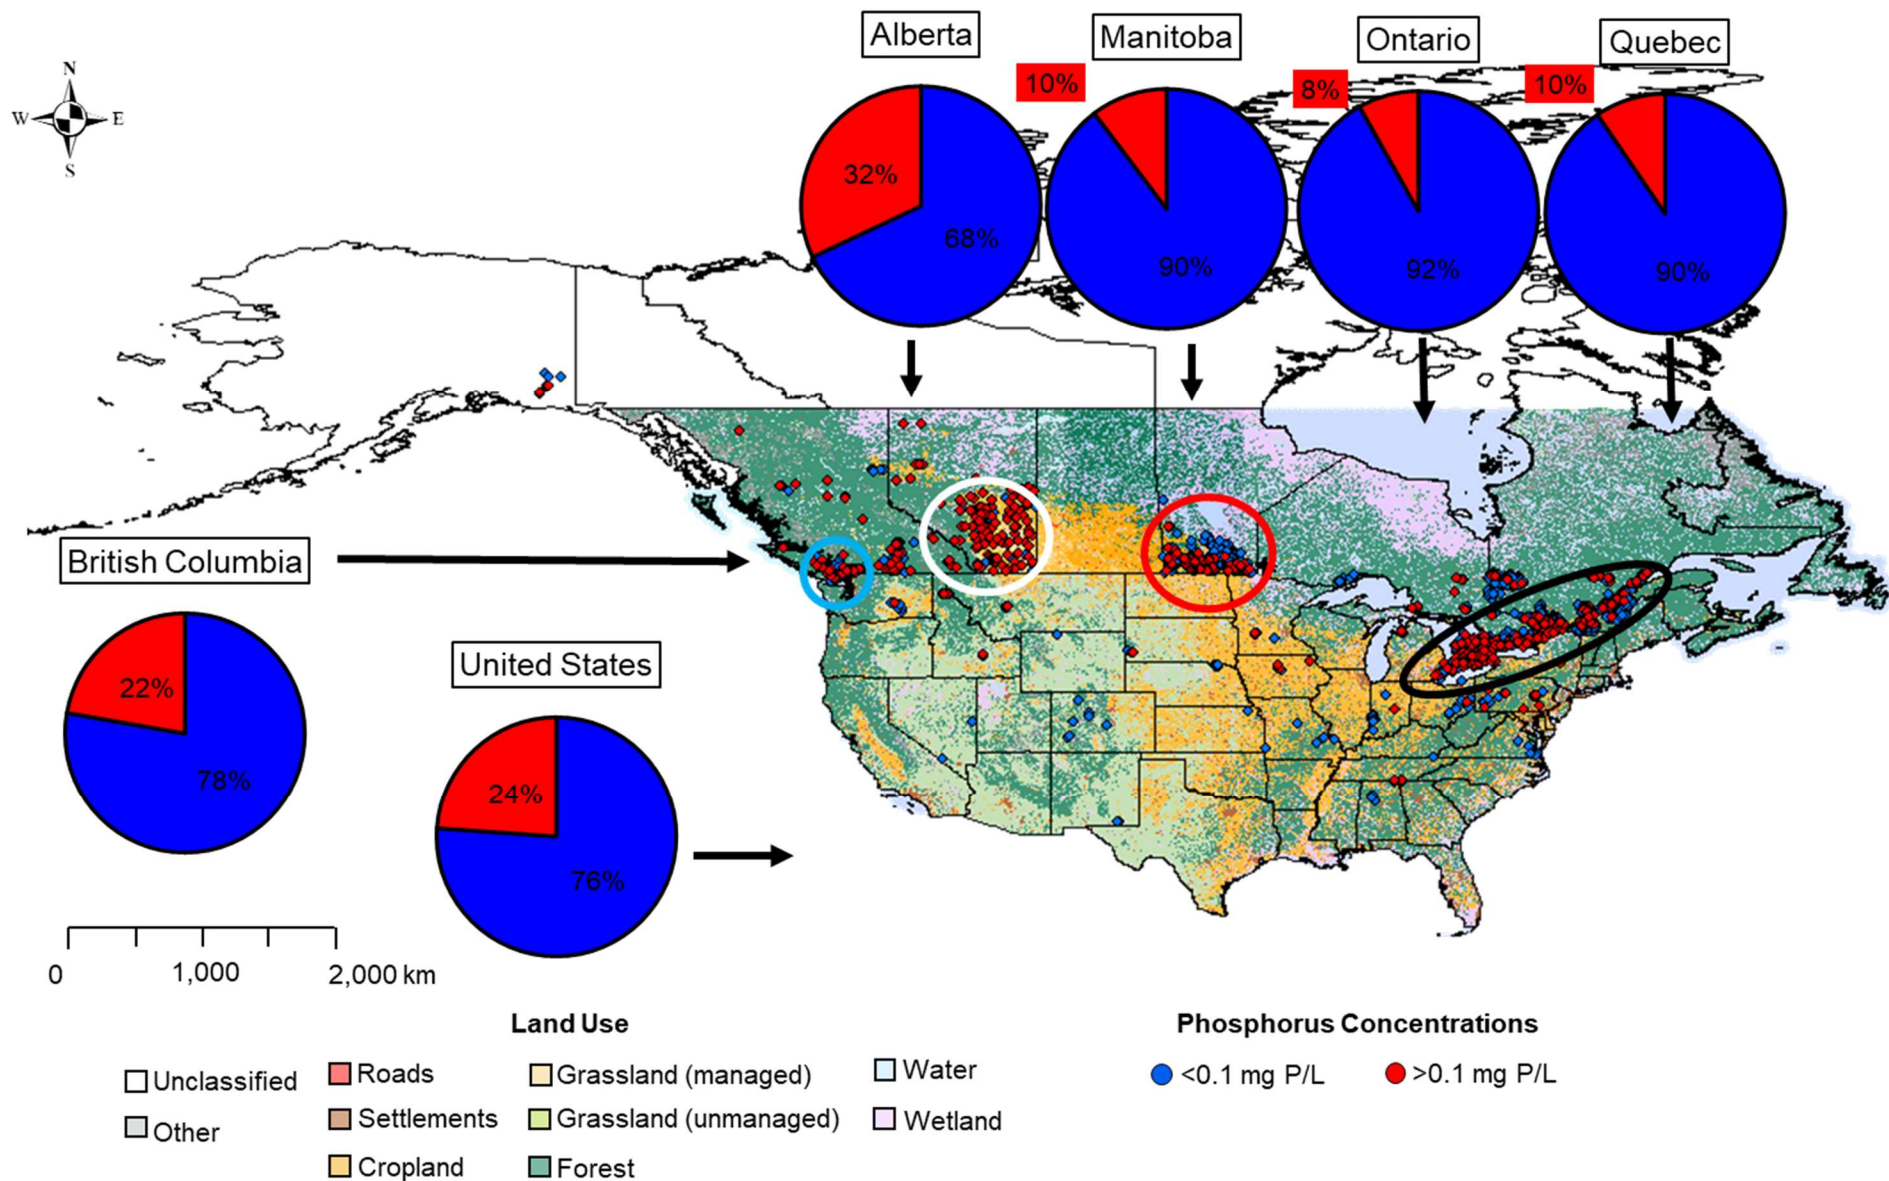 Alberta
Manitoba
Ontario
Quebec
N
W
E
S
10%
8%
10%
32%
68%
90%
92%
90%
British Columbia
22%
78%
United States
24%
76%
0
1,000
2,000 km
Land Use
Phosphorus Concentrations
Unclassified
Roads
Grassland (managed)
Water
<0.1 mg P/L
>0.1 mg P/L
Other
Settlements
Grassland (unmanaged)
Wetland
Cropland
Forest